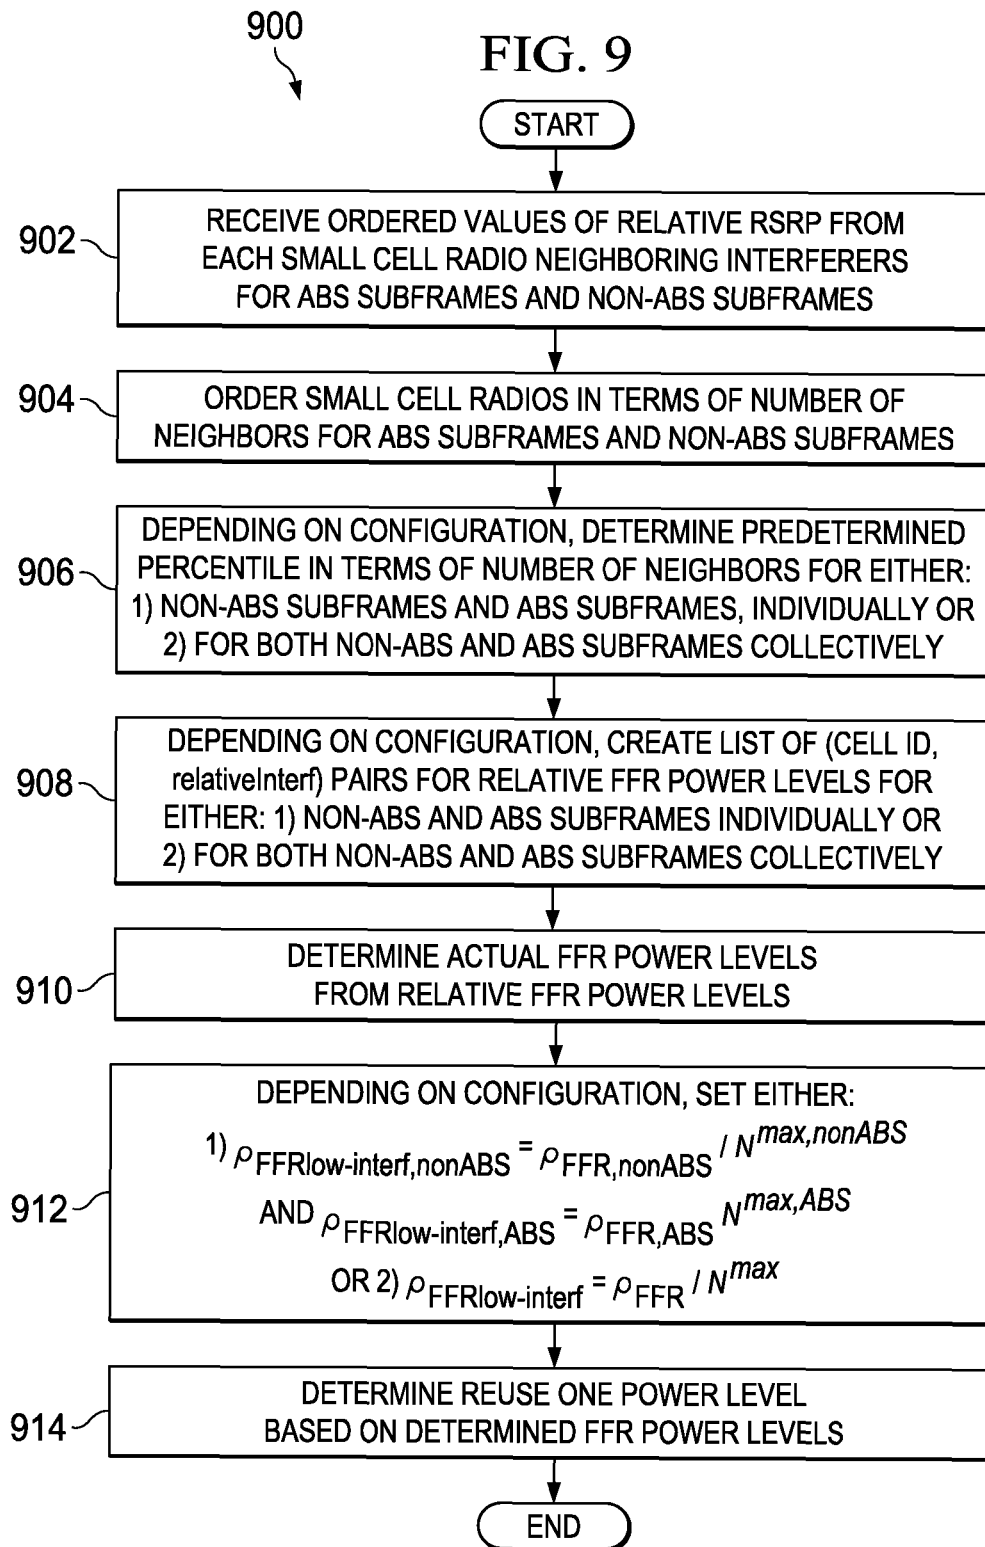 900
FIG. 9
START
902
RECEIVE ORDERED VALUES OF RELATIVE RSRP FROM
EACH SMALL CELL RADIO NEIGHBORING INTERFERERS
FOR ABS SUBFRAMES AND NON-ABS SUBFRAMES
904
ORDER SMALL CELL RADIOS IN TERMS OF NUMBER OF
NEIGHBORS FOR ABS SUBFRAMES AND NON-ABS SUBFRAMES
906
DEPENDING ON CONFIGURATION, DETERMINE PREDETERMINED
PERCENTILE IN TERMS OF NUMBER OF NEIGHBORS FOR EITHER:
1) NON-ABS SUBFRAMES AND ABS SUBFRAMES, INDIVIDUALLY OR
2) FOR BOTH NON-ABS AND ABS SUBFRAMES COLLECTIVELY
908
DEPENDING ON CONFIGURATION, CREATE LIST OF (CELL ID,
relativeInterf) PAIRS FOR RELATIVE FFR POWER LEVELS FOR
EITHER: 1) NON-ABS AND ABS SUBFRAMES INDIVIDUALLY OR
2) FOR BOTH NON-ABS AND ABS SUBFRAMES COLLECTIVELY
910
DETERMINE ACTUAL FFR POWER LEVELS
FROM RELATIVE FFR POWER LEVELS
912
DEPENDING ON CONFIGURATION, SET EITHER:
1) ρFFRlow-interf,nonABS = ρFFR,nonABS / N^max,nonABS
AND ρFFRlow-interf,ABS = ρFFR,ABS N^max,ABS
OR 2) ρFFRlow-interf = ρFFR / N^max
914
DETERMINE REUSE ONE POWER LEVEL
BASED ON DETERMINED FFR POWER LEVELS
END